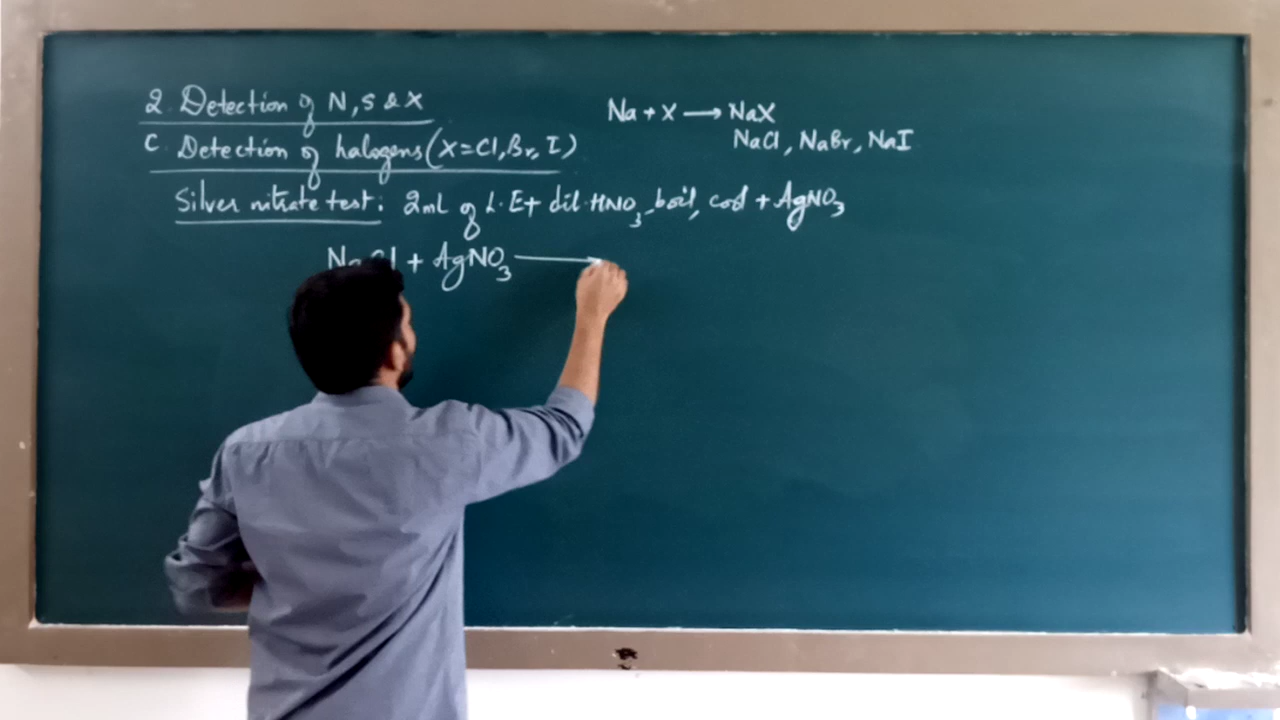 2. Detection of N, S & X
Na + X ⟶ NaX
NaCl, NaBr, NaI
C. Detection of halogens (X=Cl, Br, I)
Silver nitrate test: 2mL of L.E + dil. HNO₃, boil, cool + AgNO₃
NaCl + AgNO₃ ⟶